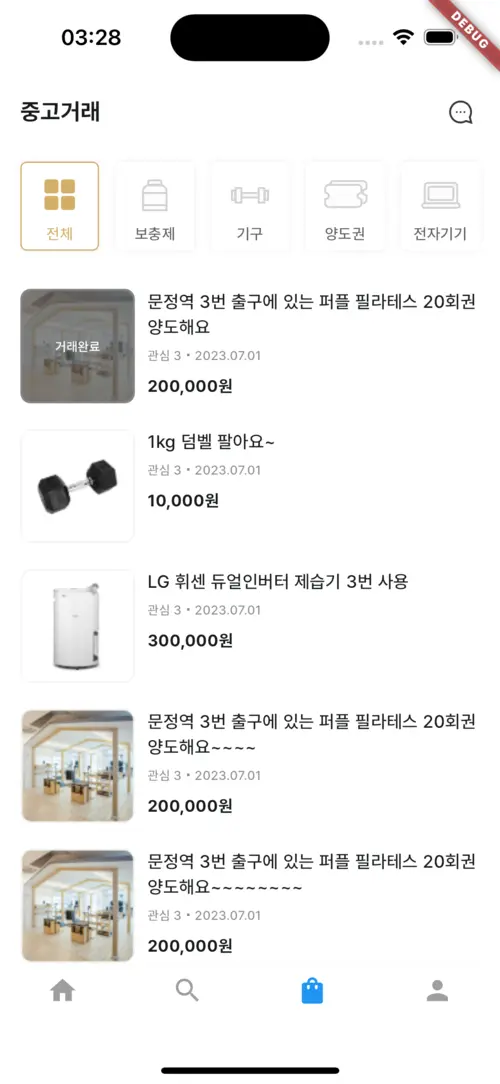 03:28
DEBUG
중고거래
전체
보충제
기구
양도권
전자기기
거래완료
문정역 3번 출구에 있는 퍼플 필라테스 20회권
양도해요
관심 3 • 2023.07.01
200,000원
1kg 덤벨 팔아요~
관심 3 • 2023.07.01
10,000원
LG 휘센 듀얼인버터 제습기 3번 사용
관심 3 • 2023.07.01
300,000원
문정역 3번 출구에 있는 퍼플 필라테스 20회권
양도해요~~~~
관심 3 • 2023.07.01
200,000원
문정역 3번 출구에 있는 퍼플 필라테스 20회권
양도해요~~~~~~~~
관심 3 • 2023.07.01
200,000원